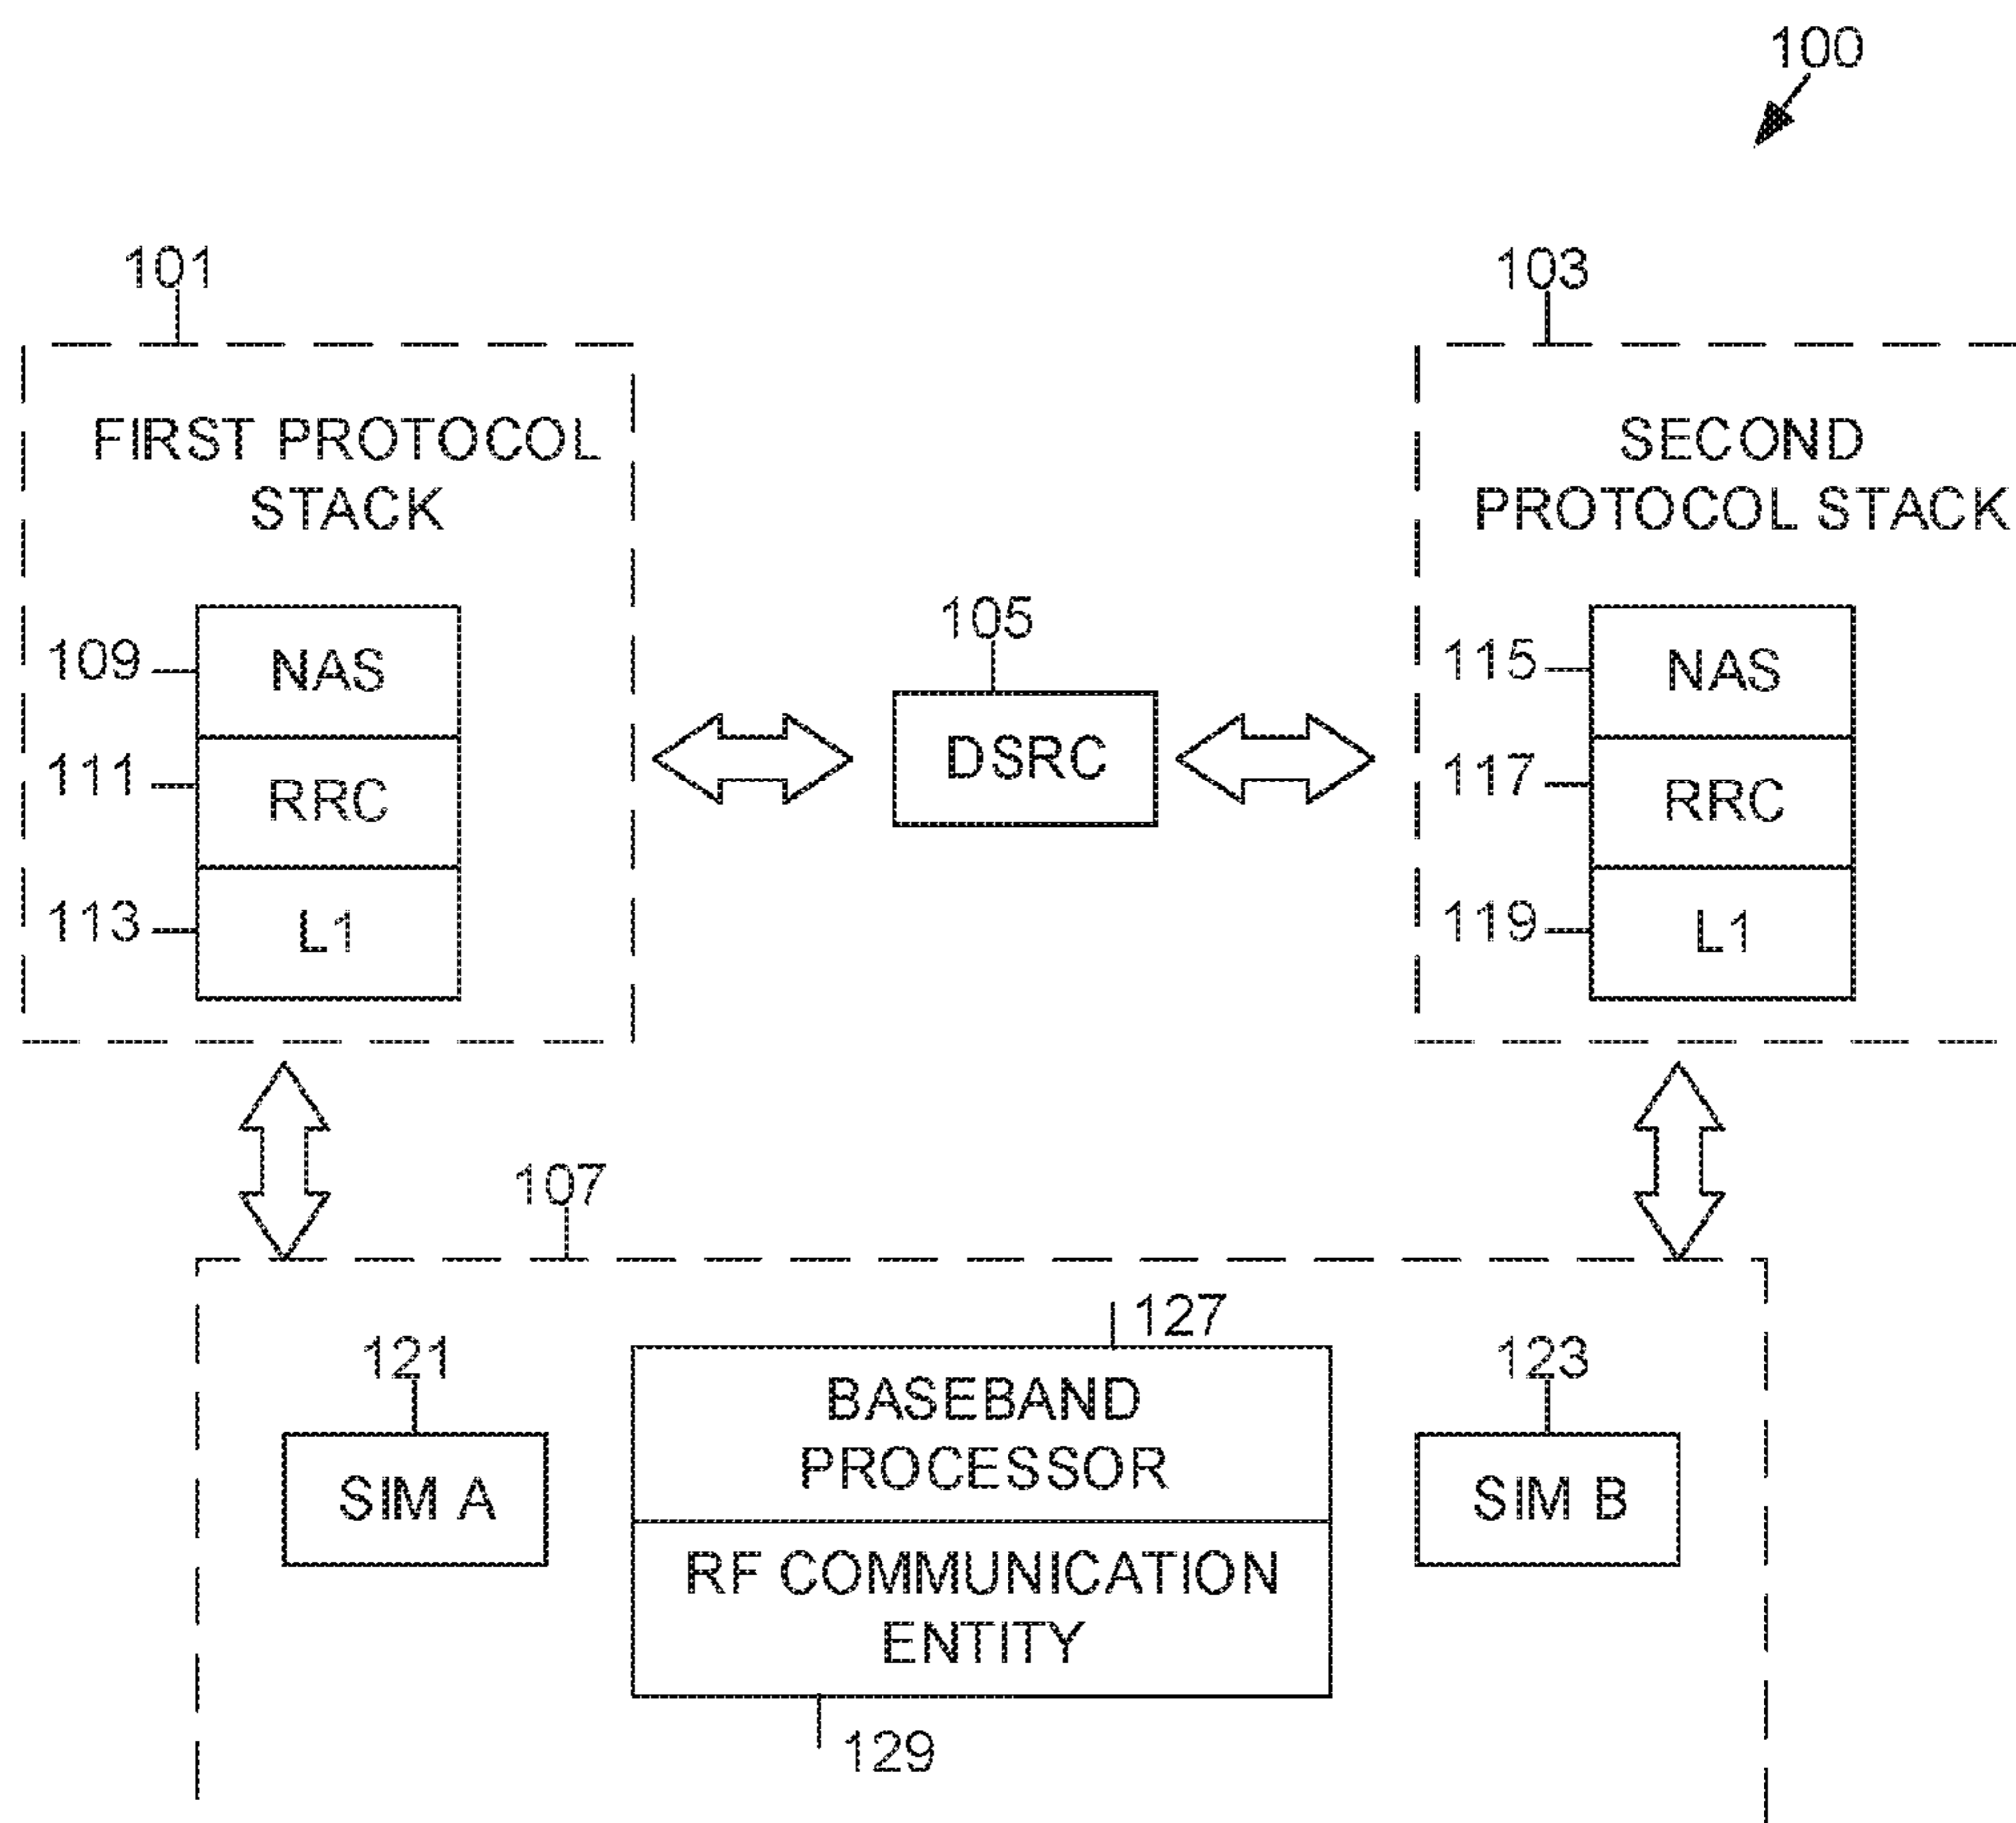 100
101
103
FIRST PROTOCOL
STACK
SECOND
PROTOCOL STACK
105
109
NAS
111
RRC
113
L1
DSRC
115
NAS
117
RRC
119
L1
107
127
121
123
BASEBAND
PROCESSOR
SIM A
SIM B
RF COMMUNICATION
ENTITY
129